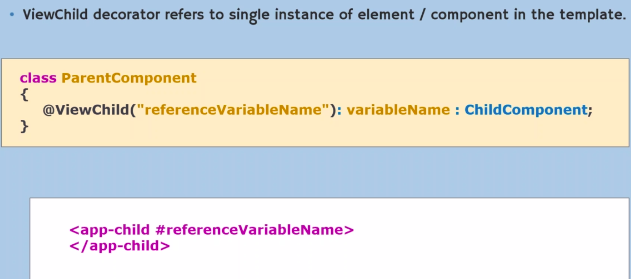 • ViewChild decorator refers to single instance of element / component in the template.
class ParentComponent
{
@ViewChild("referenceVariableName"): variableName : ChildComponent;
}
<app-child #referenceVariableName>
</app-child>